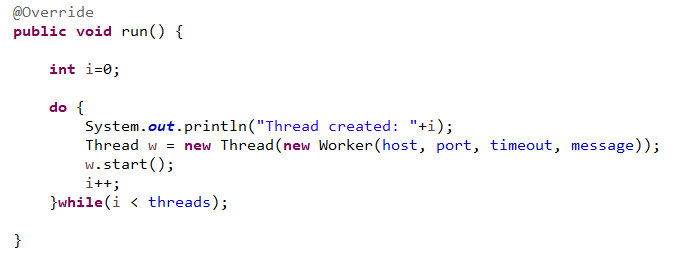 @Override
public void run() {
int i=0;
do {
System.out.println("Thread created: "+i);
Thread w = new Thread(new Worker(host, port, timeout, message));
w.start();
i++;
}while(i < threads);
}